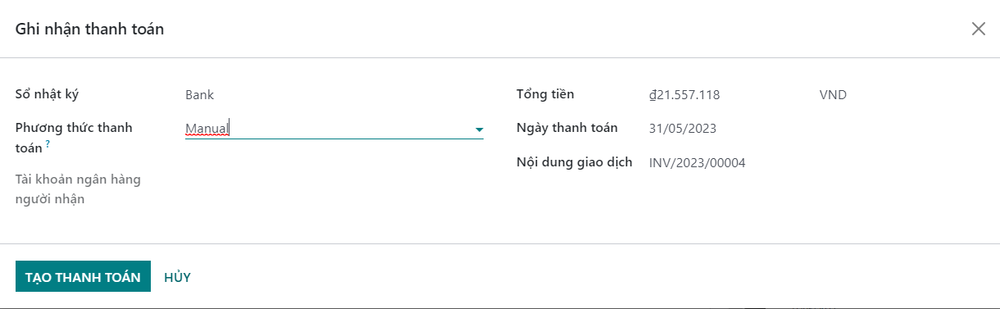 Ghi nhận thanh toán
Sổ nhật ký
Bank
Phương thức thanh
toán ?
Manual
Tài khoản ngân hàng
người nhận
Tổng tiền
₫21.557.118
VND
Ngày thanh toán
31/05/2023
Nội dung giao dịch
INV/2023/00004
TẠO THANH TOÁN
HỦY